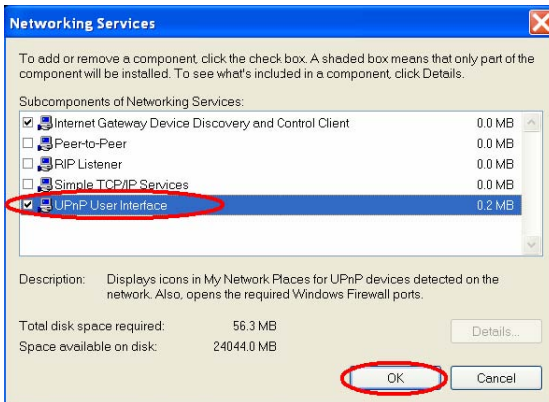 Networking Services
To add or remove a component, click the check box. A shaded box means that only part of the
component will be installed. To see what's included in a component, click Details.
Subcomponents of Networking Services:
Internet Gateway Device Discovery and Control Client 0.0 MB
Peer-to-Peer 0.0 MB
RIP Listener 0.0 MB
Simple TCP/IP Services 0.0 MB
UPnP User Interface 0.2 MB
Description: Displays icons in My Network Places for UPnP devices detected on the
network. Also, opens the required Windows Firewall ports.
Total disk space required: 56.3 MB
Space available on disk: 24044.0 MB
Details...
OK Cancel